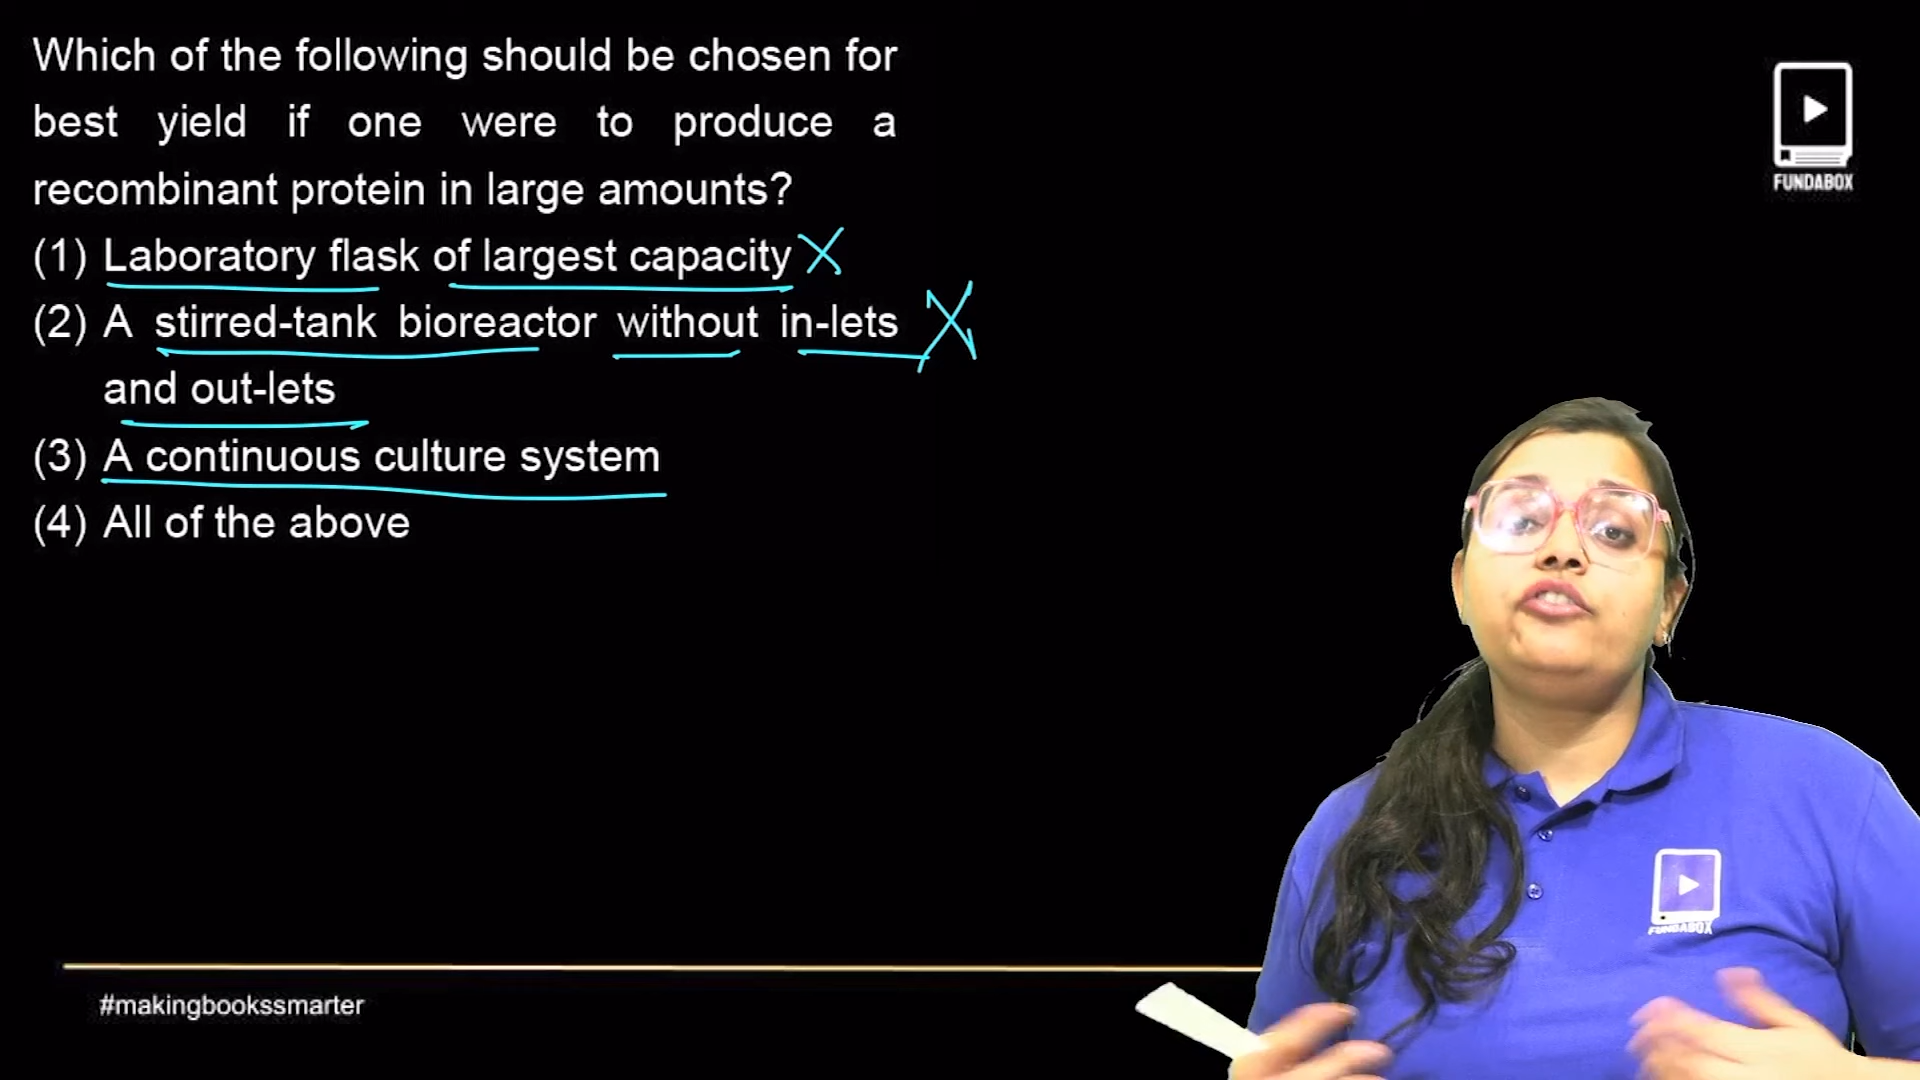 Which of the following should be chosen for
best yield if one were to produce a
recombinant protein in large amounts?
(1) Laboratory flask of largest capacity
(2) A stirred-tank bioreactor without in-lets
and out-lets
(3) A continuous culture system
(4) All of the above
FUNDABOX
FUNDABOX
#makingbookssmarter